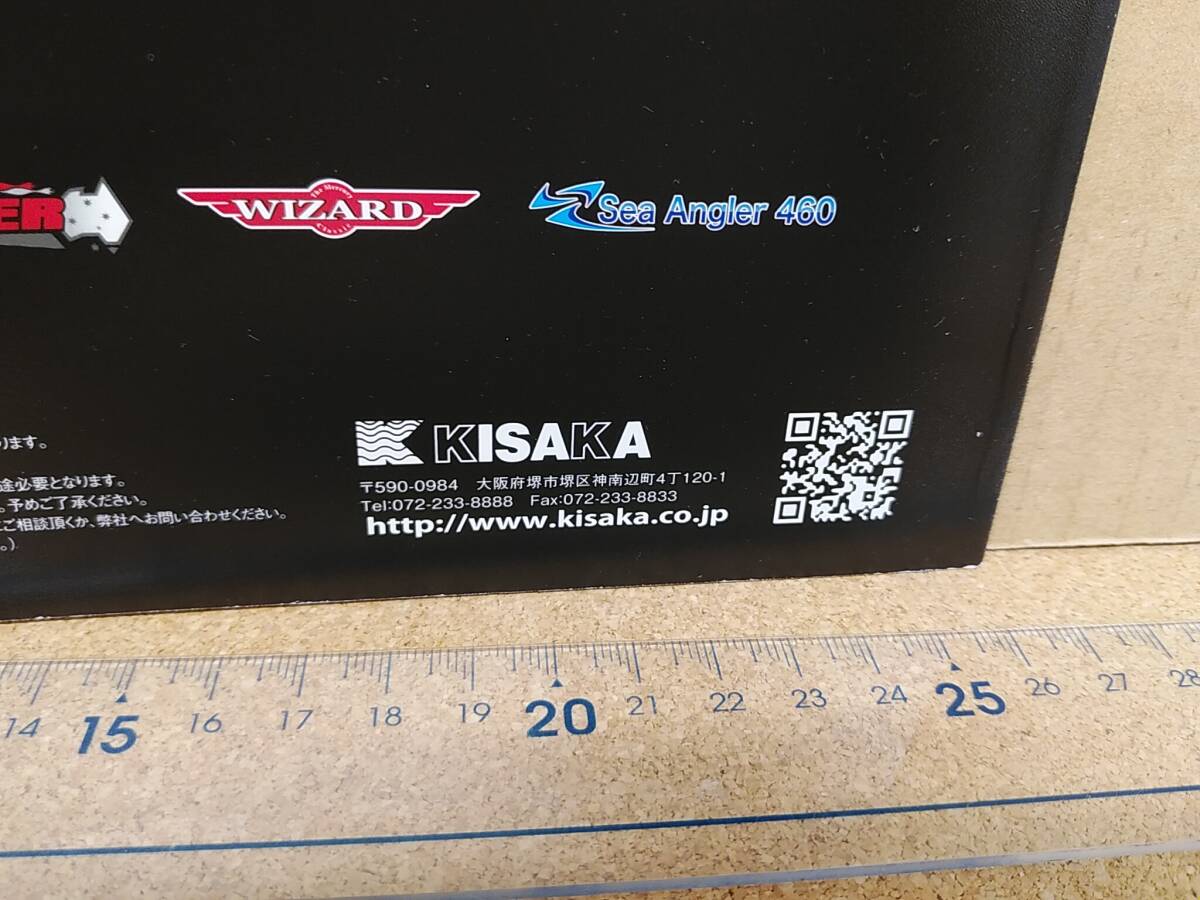 ER
The Mercury
WIZARD
Classic
Sea Angler 460
ります。
途必要となります。
。予めご了承ください。
ご相談頂くか、弊社へお問い合わせください。
。)
K KISAKA
〒590-0984 大阪府堺市堺区神南辺町4丁120-1
Tel:072-233-8888 Fax:072-233-8833
http://www.kisaka.co.jp
14 15 16 17 18 19 20 21 22 23 24 25 26 27 28